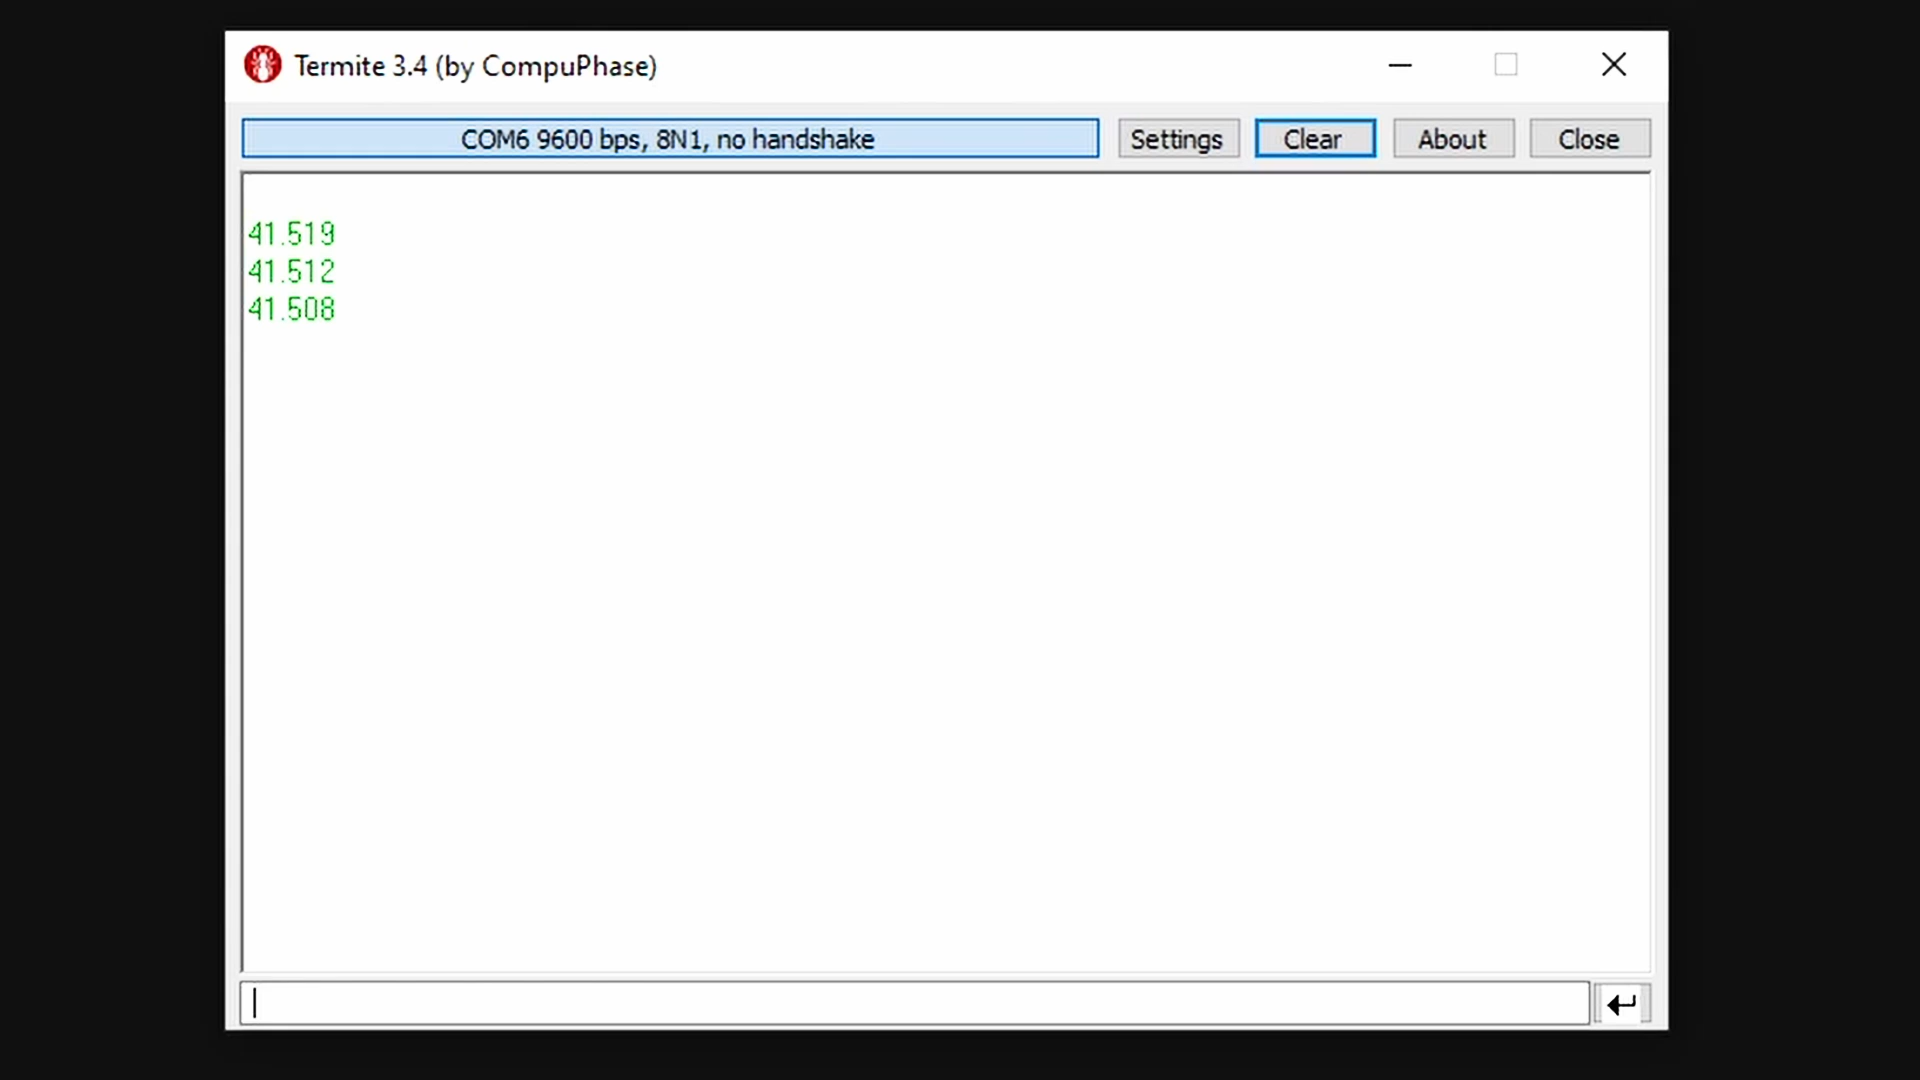 Termite 3.4 (by CompuPhase)
COM6 9600 bps, 8N1, no handshake
Settings
Clear
About
Close
41.519
41.512
41.508